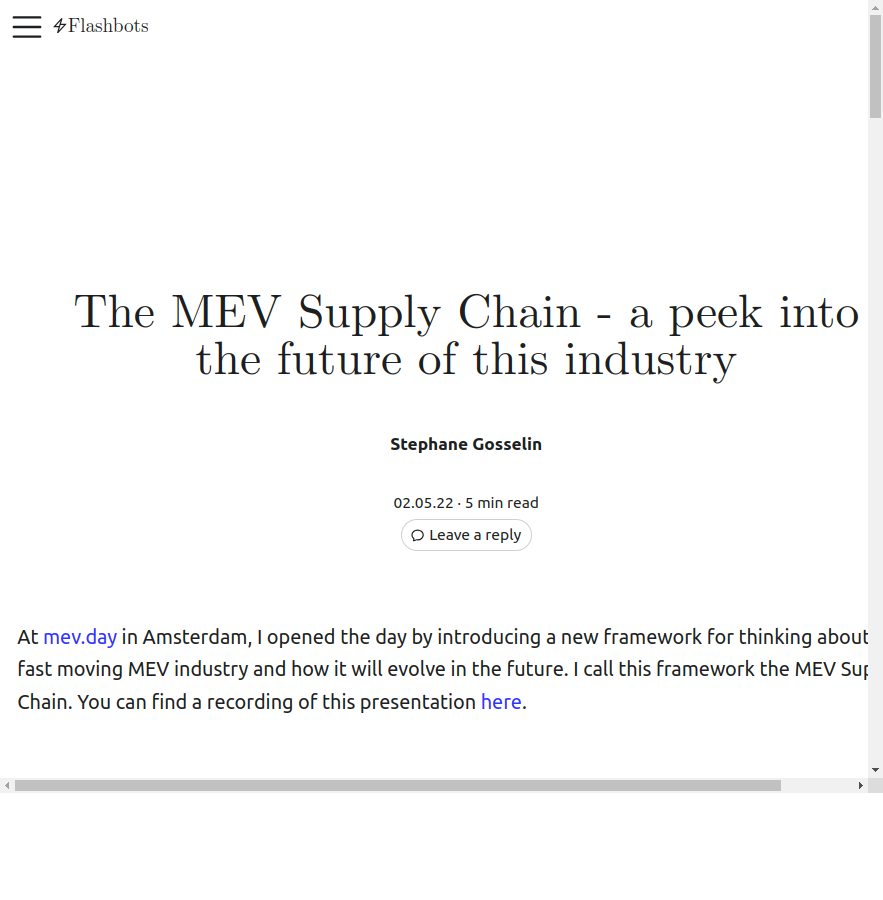 Flashbots
The MEV Supply Chain - a peek into
the future of this industry
Stephane Gosselin
02.05.22 · 5 min read
Leave a reply
At mev.day in Amsterdam, I opened the day by introducing a new framework for thinking about
fast moving MEV industry and how it will evolve in the future. I call this framework the MEV
Chain. You can find a recording of this presentation here.